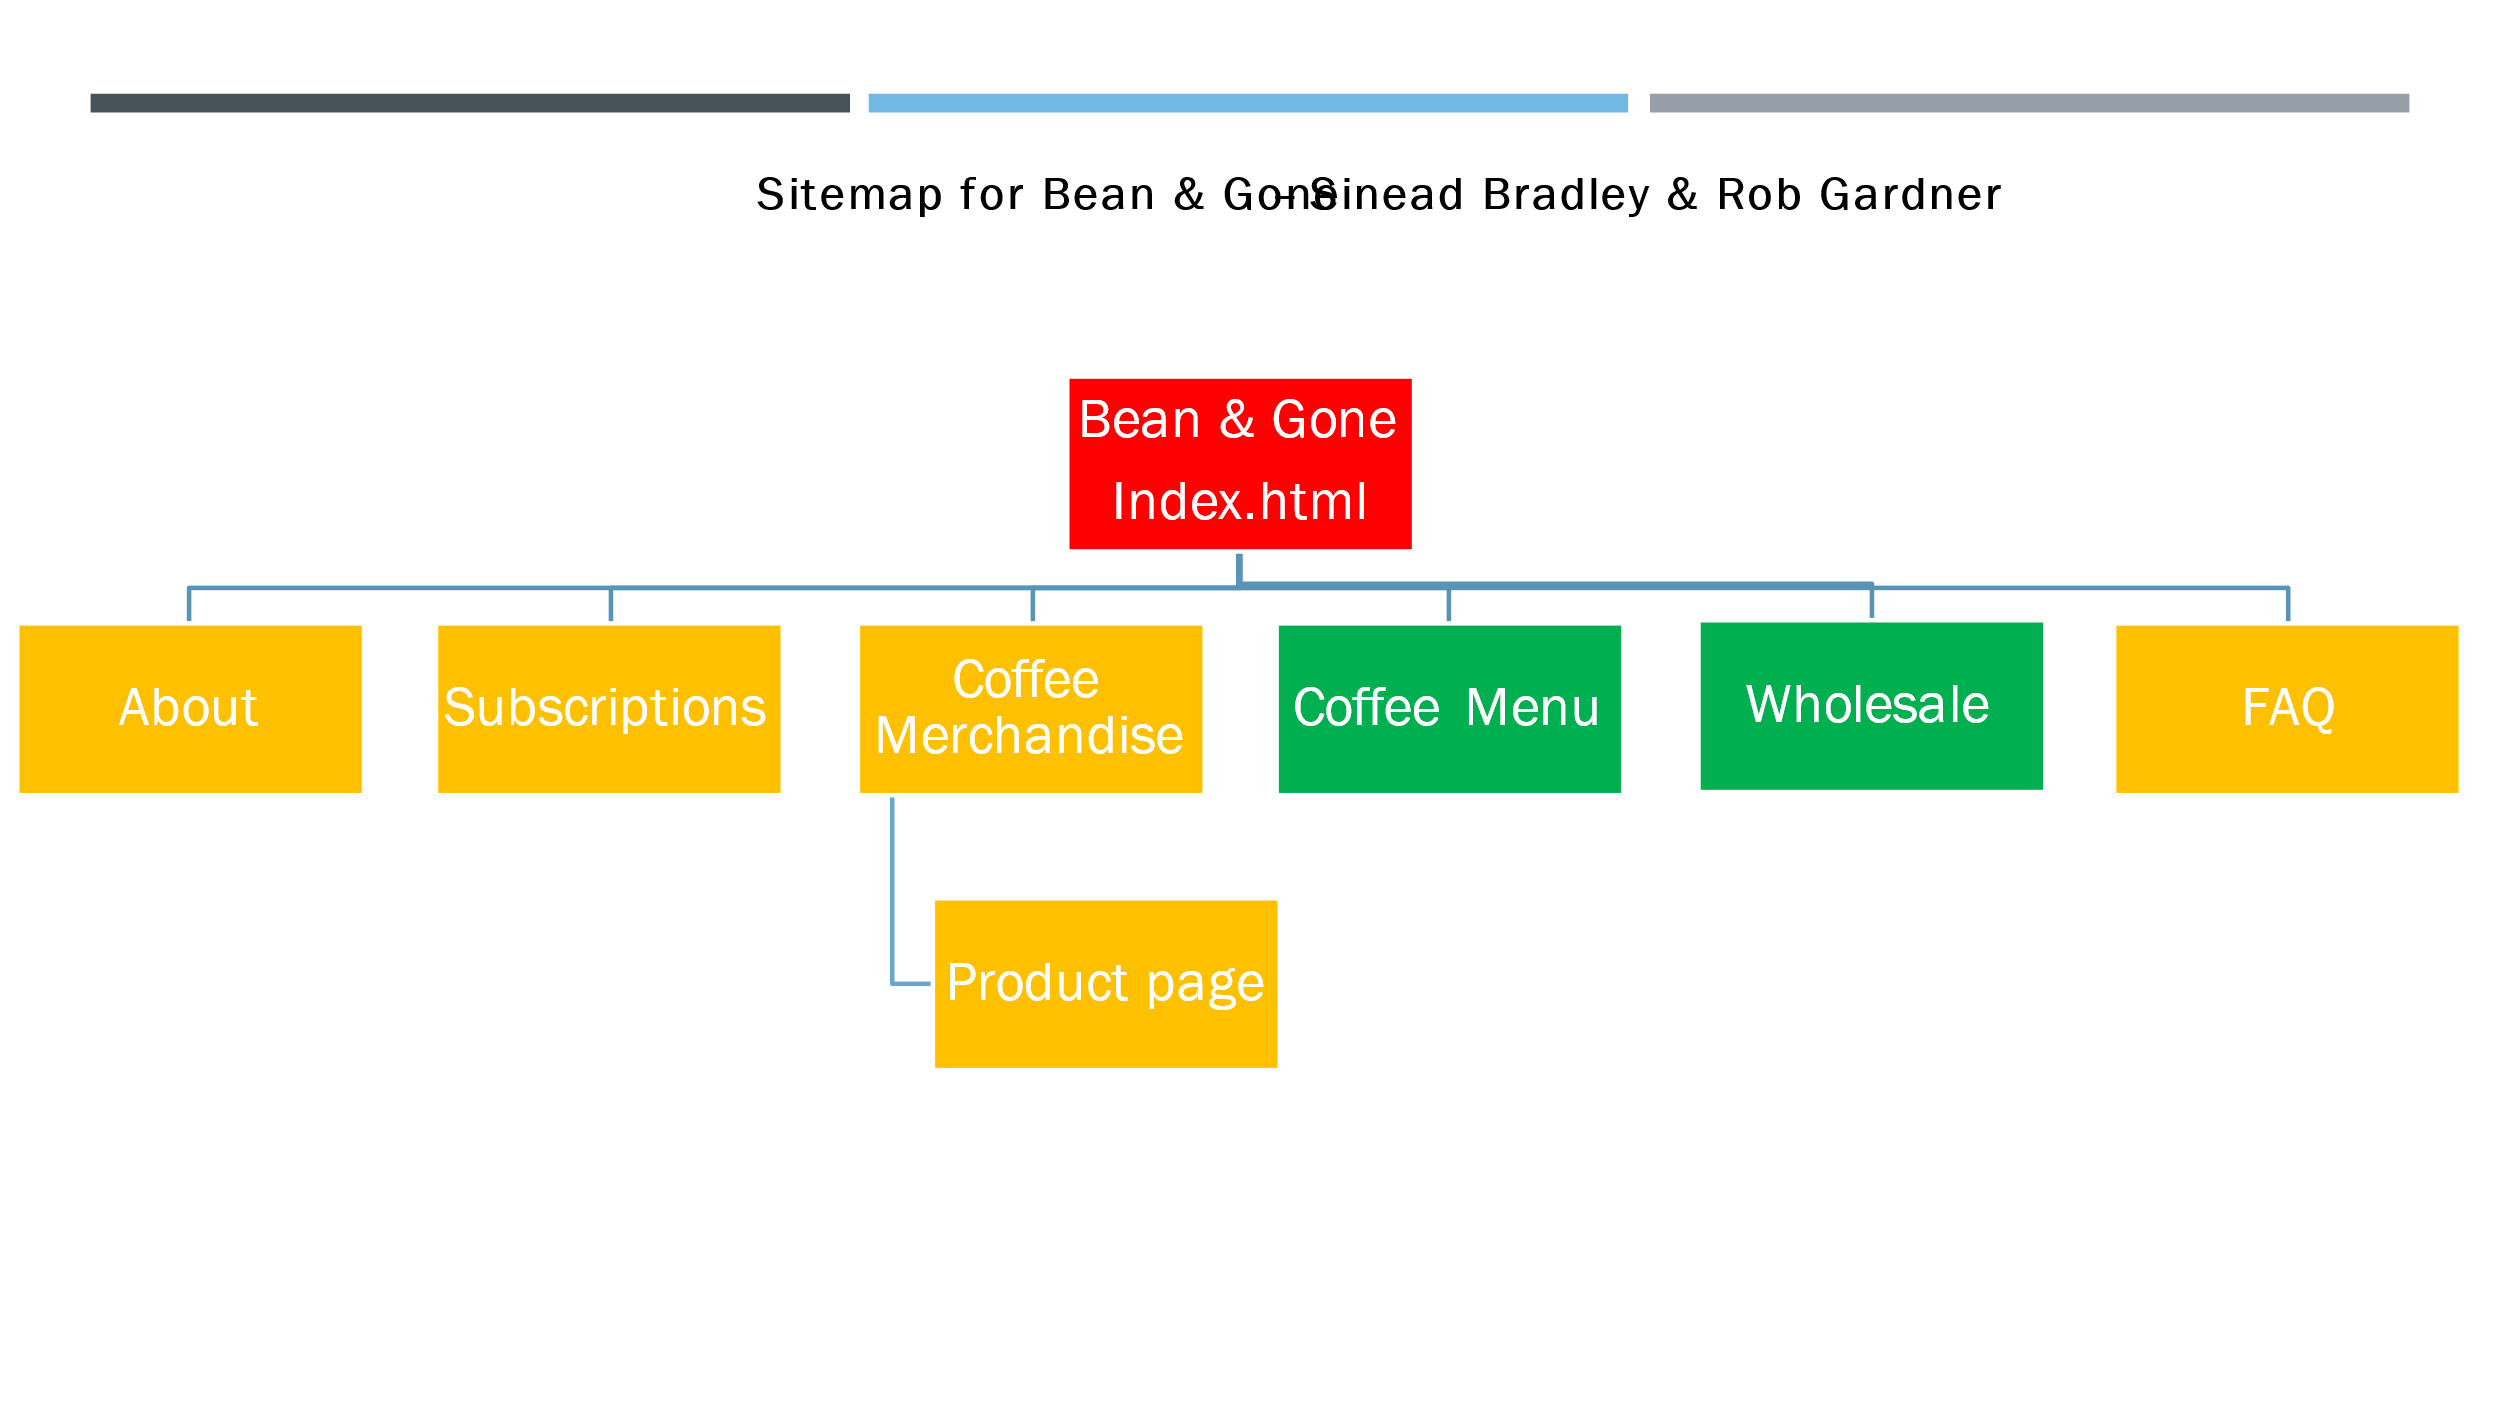 Sitemap for Bean & Gone – Sinead Bradley & Rob Gardner
Bean & Gone
Index.html
About
Subscriptions
Coffee
Merchandise
Coffee Menu
Wholesale
FAQ
Product page